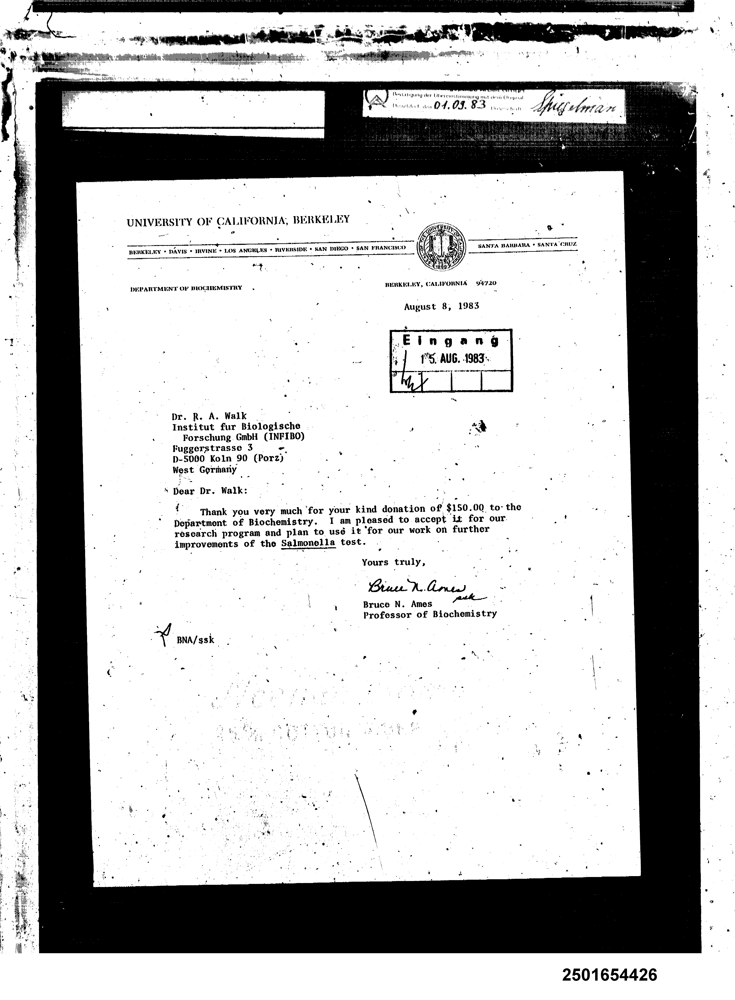 Bestätigung der Übereinstimmung mit dem Original
01.09.83
Spiegelman
UNIVERSITY OF CALIFORNIA, BERKELEY
BERKELEY • DAVIS • IRVINE • LOS ANGELES • RIVERSIDE • SAN DIEGO • SAN FRANCISCO
SANTA BARBARA • SANTA CRUZ
DEPARTMENT OF BIOCHEMISTRY
BERKELEY, CALIFORNIA 94720
August 8, 1983
Eingang
15. AUG. 1983
Dr. R. A. Walk
Institut fur Biologische
Forschung GmbH (INFIBO)
Fuggerstrasse 3
D-5000 Koln 90 (Porz)
West Germany
Dear Dr. Walk:
Thank you very much for your kind donation of $150.00 to the
Department of Biochemistry. I am pleased to accept it for our
research program and plan to use it for our work on further
improvements of the Salmonella test.
Yours truly,
Bruce N. Ames
ssk
Bruce N. Ames
Professor of Biochemistry
BNA/ssk
2501654426